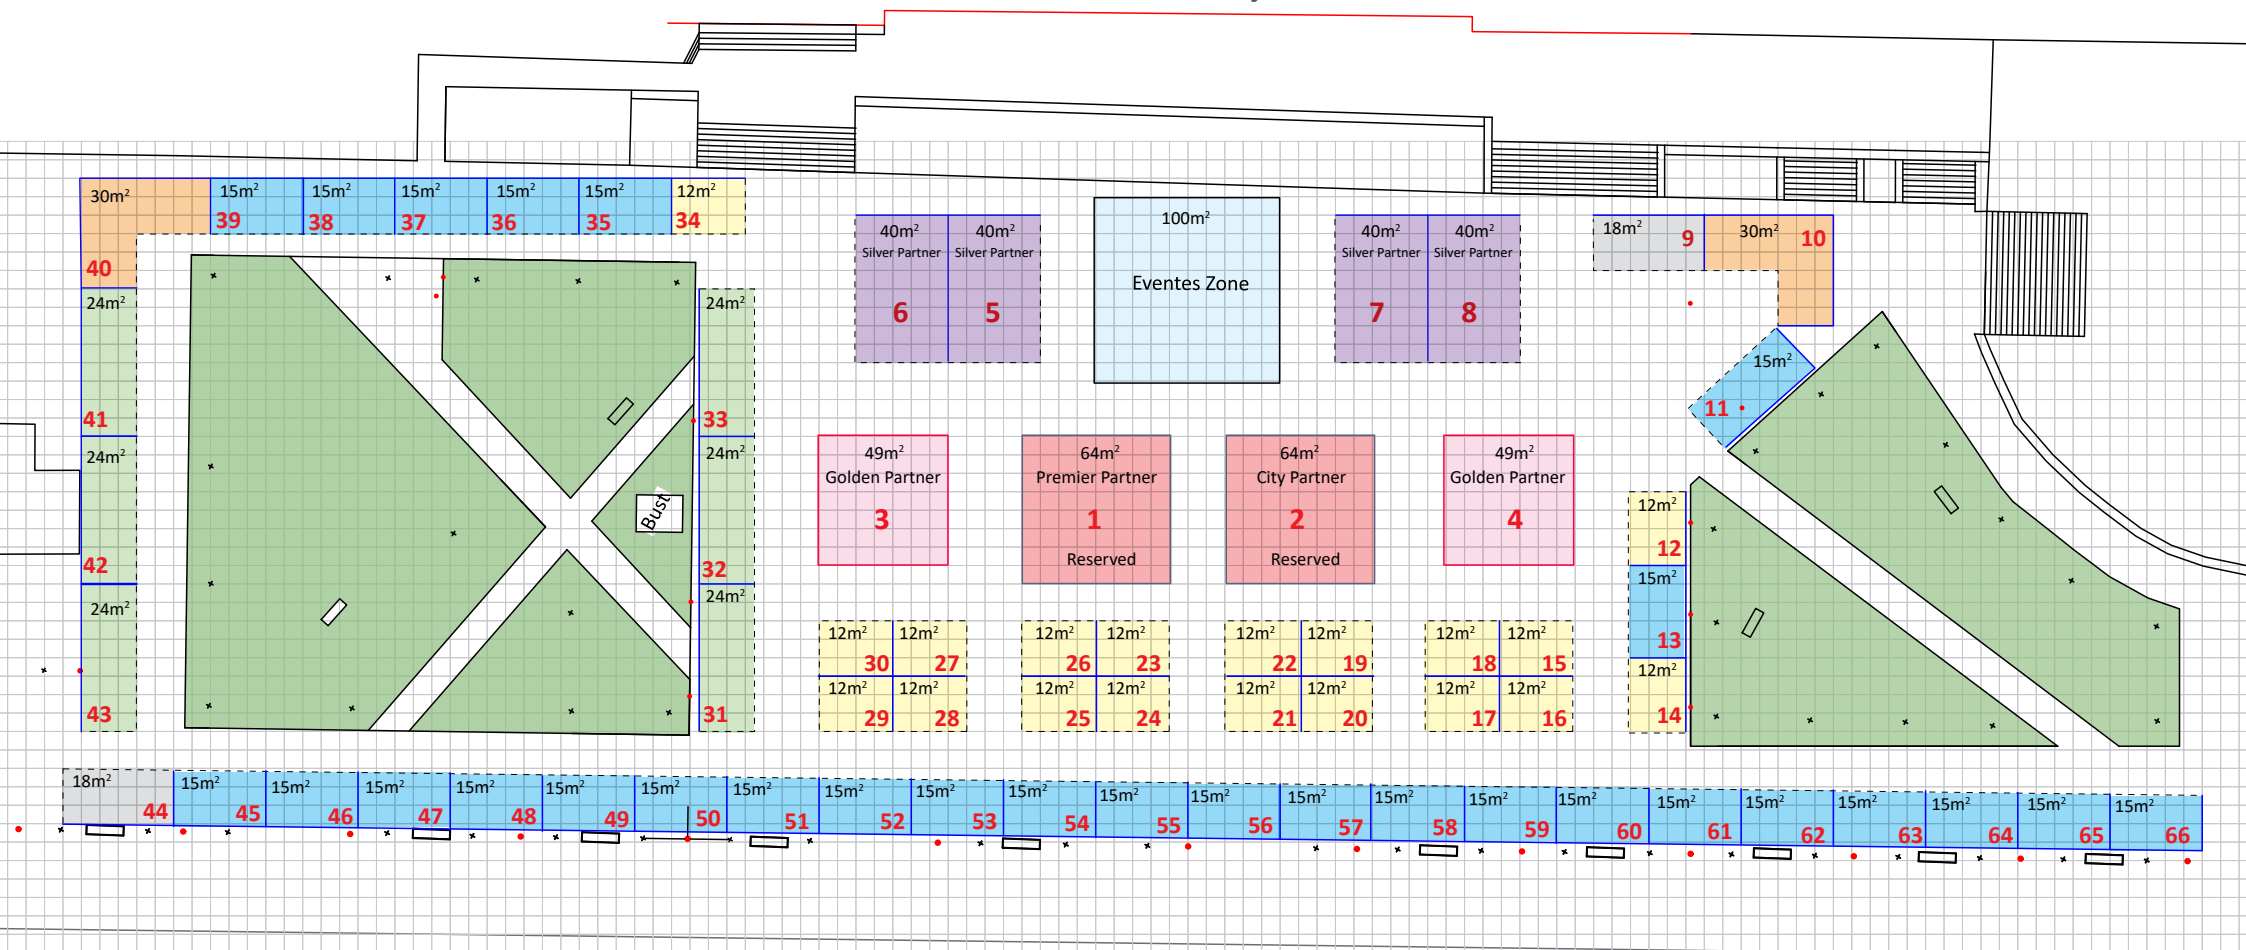 30m²
40
15m²
39
15m²
38
15m²
37
15m²
36
15m²
35
12m²
34
40m²
Silver Partner
6
40m²
Silver Partner
5
100m²
Eventes Zone
40m²
Silver Partner
7
40m²
Silver Partner
8
18m²
9
30m²
10
24m²
41
24m²
42
24m²
43
24m²
33
24m²
32
24m²
31
Bust
15m²
11
49m²
Golden Partner
3
64m²
Premier Partner
1
Reserved
64m²
City Partner
2
Reserved
49m²
Golden Partner
4
12m²
12
15m²
13
12m²
14
12m²
30
12m²
27
12m²
29
12m²
28
12m²
26
12m²
23
12m²
25
12m²
24
12m²
22
12m²
19
12m²
21
12m²
20
12m²
18
12m²
15
12m²
17
12m²
16
18m²
44
15m²
45
15m²
46
15m²
47
15m²
48
15m²
49
15m²
50
15m²
51
15m²
52
15m²
53
15m²
54
15m²
55
15m²
56
15m²
57
15m²
58
15m²
59
15m²
60
15m²
61
15m²
62
15m²
63
15m²
64
15m²
65
15m²
66